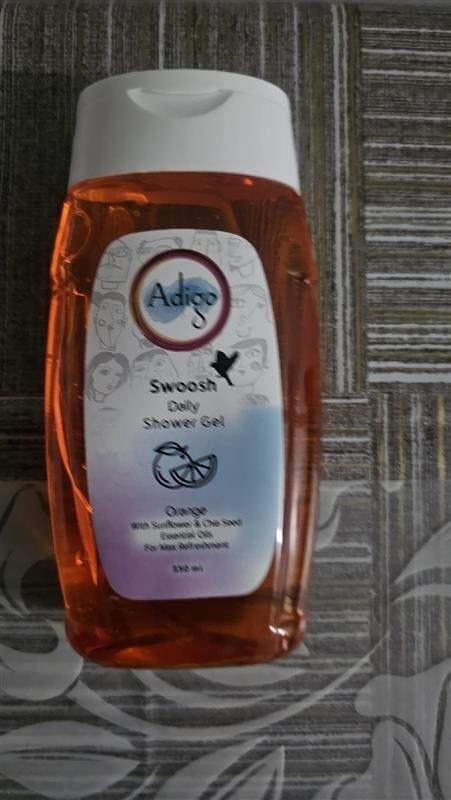 Adigo
Swoosh
Daily
Shower Gel
Orange
With Sunflower & Chia Seed
Essential Oils
For Max Refreshment